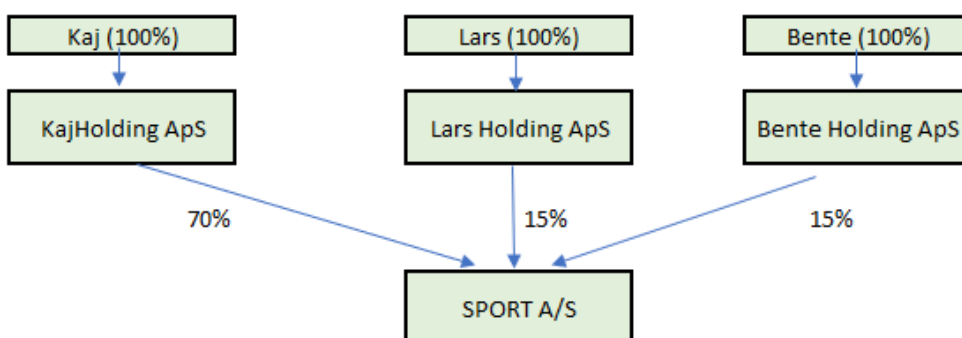 Kaj (100%)
Lars (100%)
Bente (100%)
KajHolding ApS
Lars Holding ApS
Bente Holding ApS
70%
15%
15%
SPORT A/S